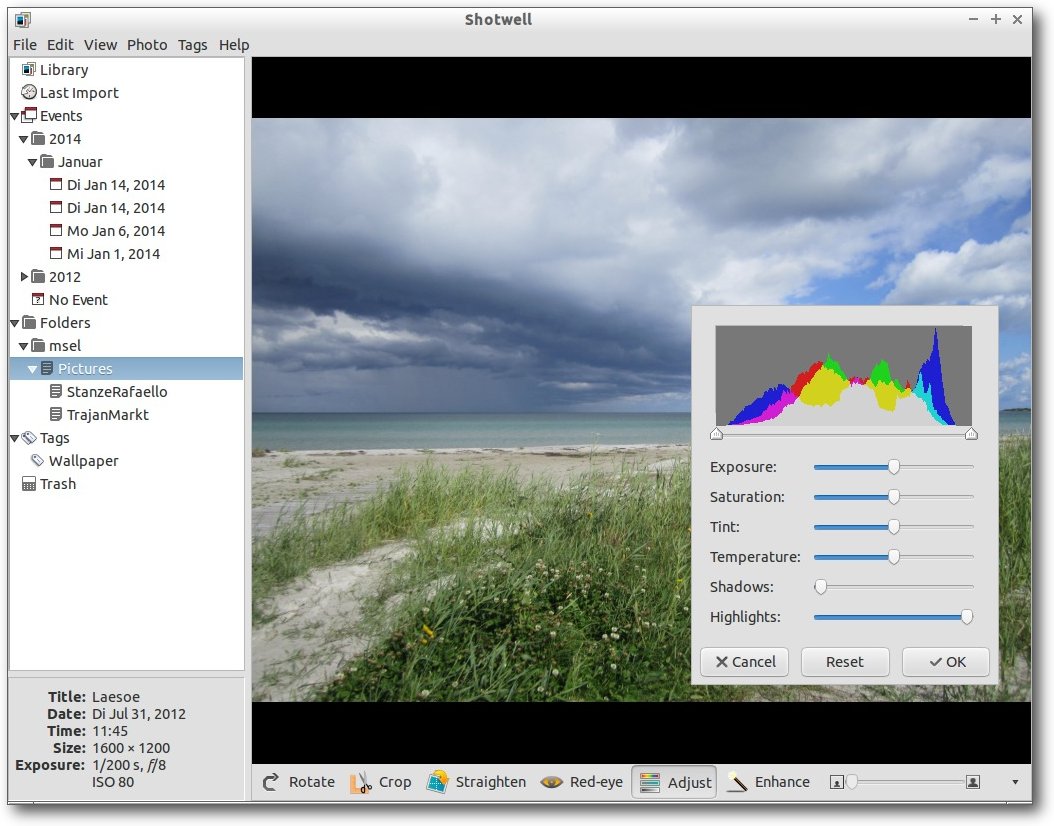 Shotwell
File Edit View Photo Tags Help
Library
Last Import
Events
2014
Januar
Di Jan 14, 2014
Di Jan 14, 2014
Mo Jan 6, 2014
Mi Jan 1, 2014
2012
No Event
Folders
msel
Pictures
StanzeRafaello
TrajanMarkt
Tags
Wallpaper
Trash
Title: Laesoe
Date: Di Jul 31, 2012
Time: 11:45
Size: 1600 × 1200
Exposure: 1/200 s, f/8
ISO 80
Exposure:
Saturation:
Tint:
Temperature:
Shadows:
Highlights:
Cancel Reset OK
Rotate Crop Straighten Red-eye Adjust Enhance